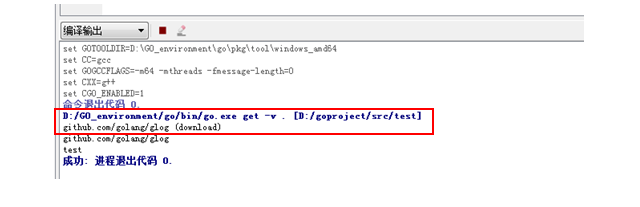 编译输出
set GOTOOLDIR=D:\GO_environment\go\pkg\tool\windows_amd64
set CC=gcc
set GOGCCFLAGS=-m64 -mthreads -fmessage-length=0
set CXX=g++
set CGO_ENABLED=1
命令退出代码 0.
D:/GO_environment/go/bin/go.exe get -v . [D:/goproject/src/test]
github.com/golang/glog (download)
github.com/golang/glog
test
成功: 进程退出代码 0.